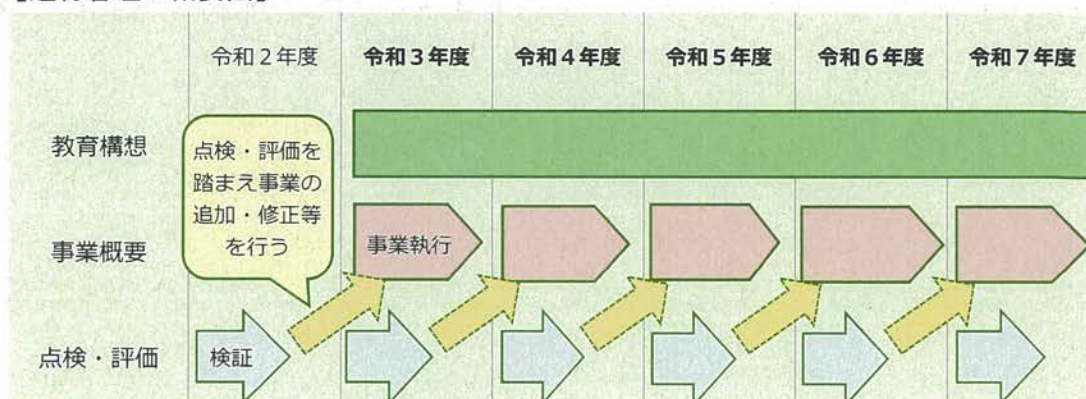 令和２年度
令和３年度
令和４年度
令和５年度
令和６年度
令和７年度
教育構想
点検・評価を
踏まえ事業の
追加・修正等
を行う
事業概要
事業執行
点検・評価
検証